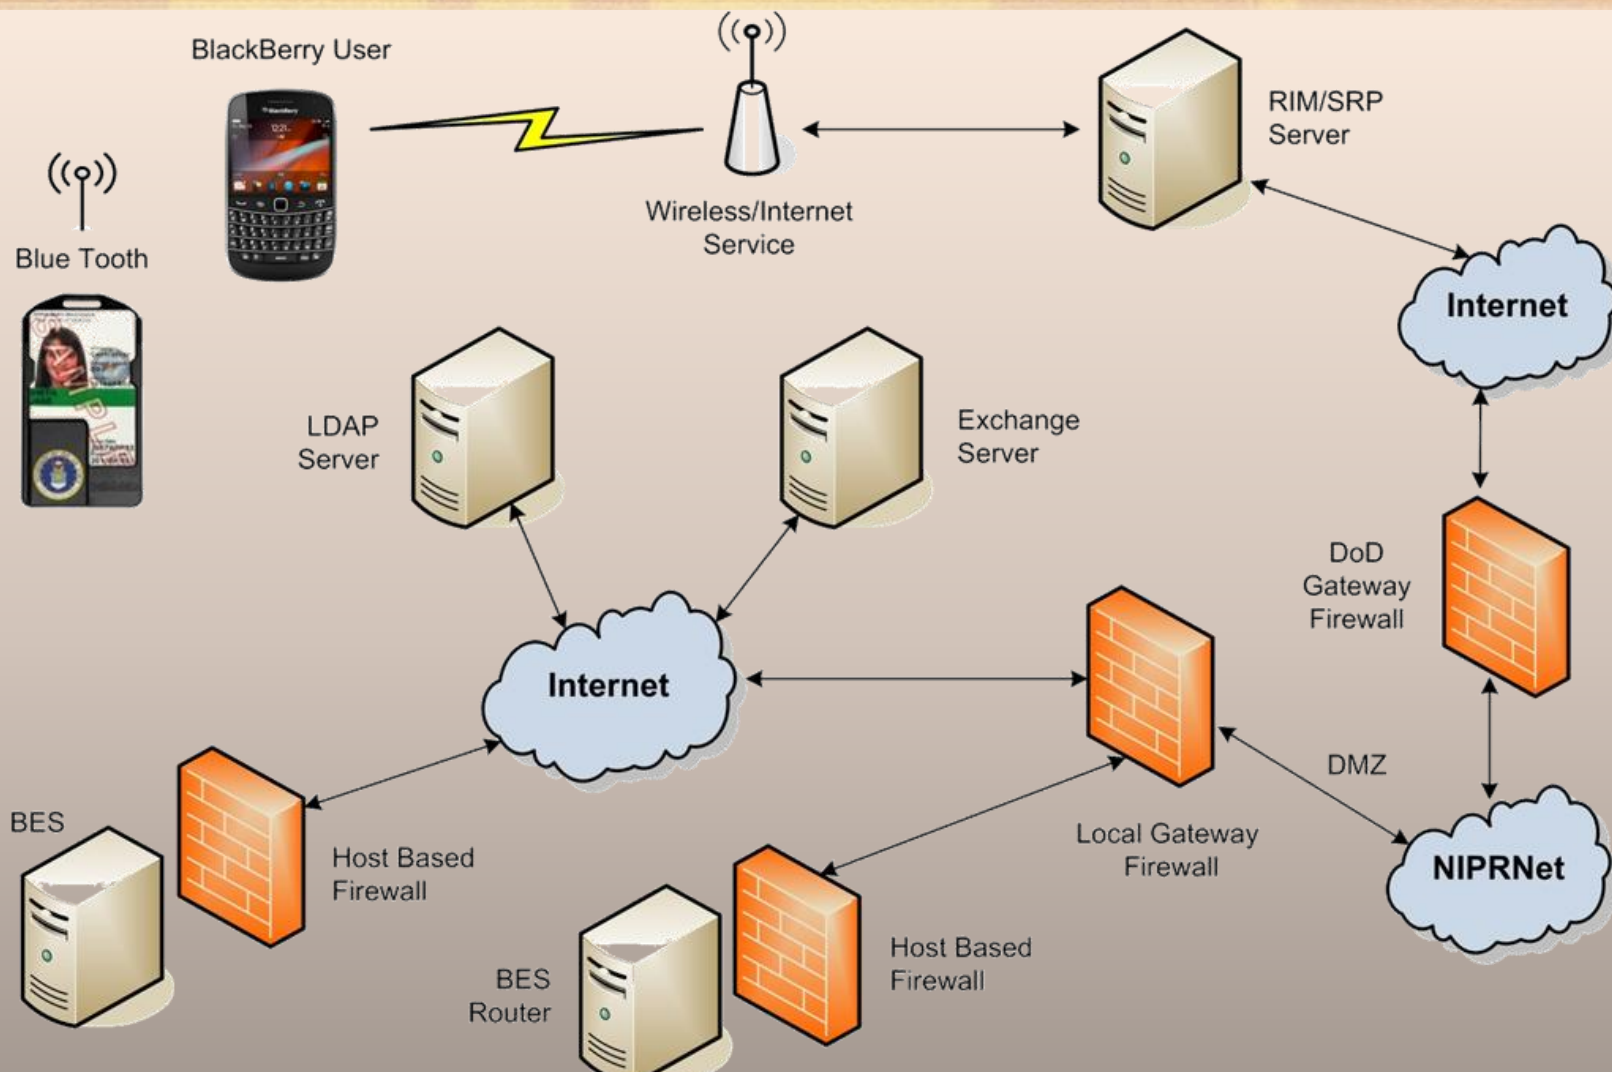 BlackBerry User
RIM/SRP
Server
Wireless/Internet
Service
Blue Tooth
Internet
LDAP
Server
Exchange
Server
DoD
Gateway
Firewall
Internet
DMZ
BES
Host Based
Firewall
Local Gateway
Firewall
NIPRNet
BES
Router
Host Based
Firewall